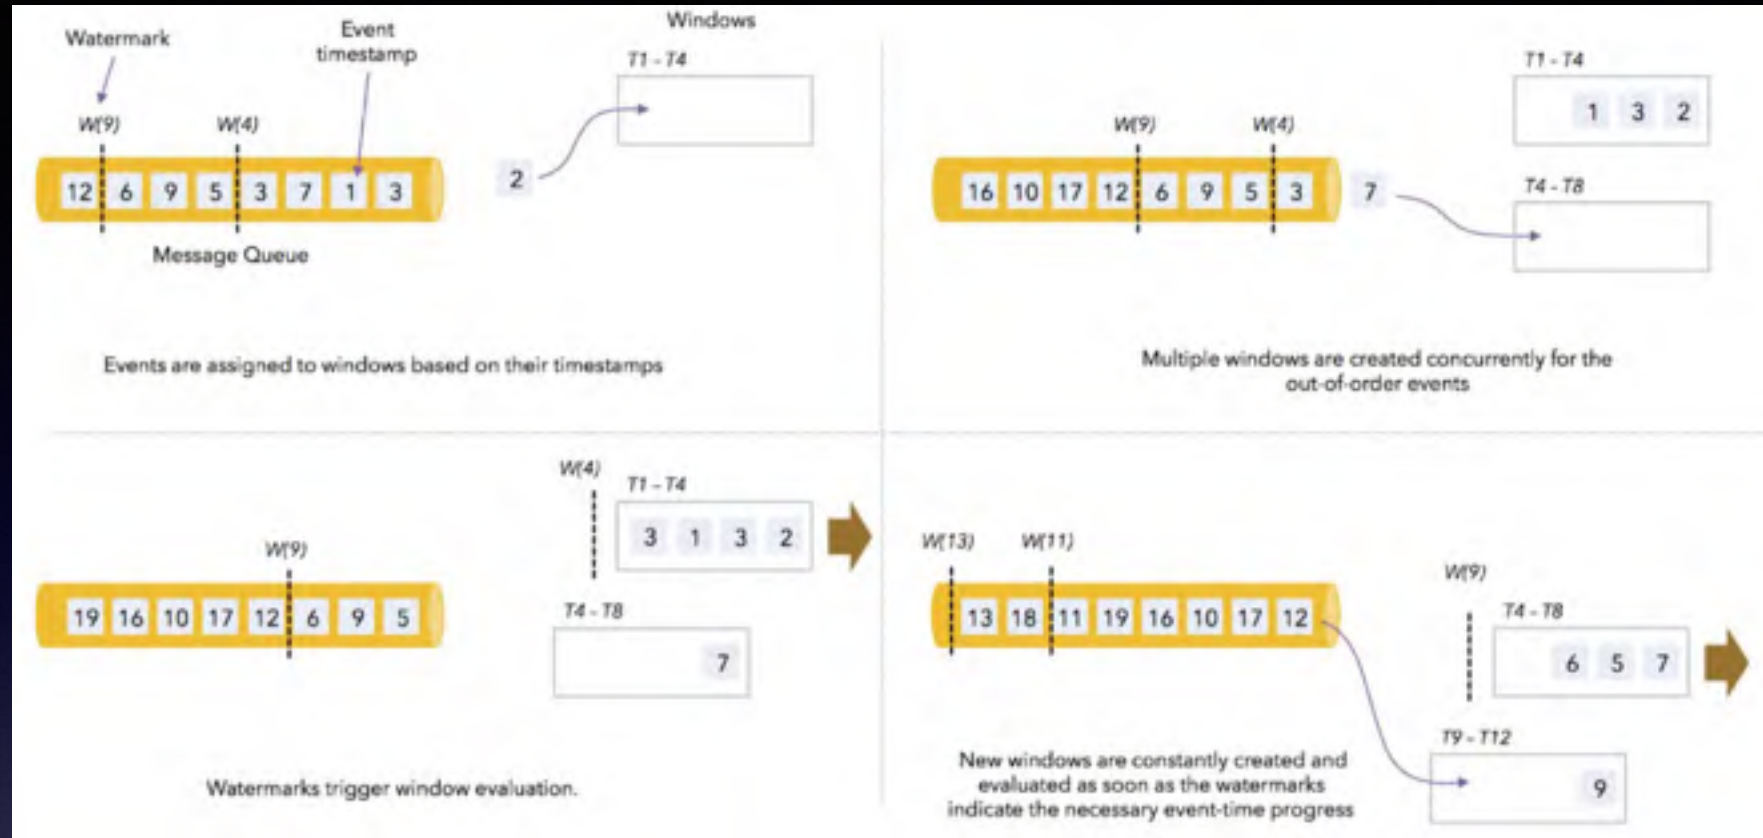 Watermark
Event
timestamp
Windows
T1 - T4
W(9)
W(4)
12 6 9 5 3 7 1 3
2
Message Queue
Events are assigned to windows based on their timestamps
T1 - T4
1 3 2
W(9)
W(4)
16 10 17 12 6 9 5 3
7
T4 - T8
Multiple windows are created concurrently for the
out-of-order events
W(4)
T1 - T4
3 1 3 2
W(9)
19 16 10 17 12 6 9 5
T4 - T8
7
Watermarks trigger window evaluation.
W(13)
W(11)
13 18 11 19 16 10 17 12
W(9)
T4 - T8
6 5 7
T9 - T12
9
New windows are constantly created and
evaluated as soon as the watermarks
indicate the necessary event-time progress